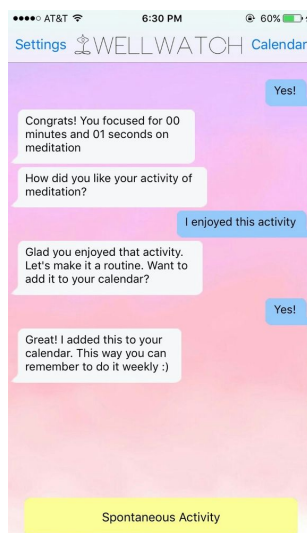 AT&T 6:30 PM 60%
Settings WELLWATCH Calendar
Yes!
Congrats! You focused for 00
minutes and 01 seconds on
meditation
How did you like your activity of
meditation?
I enjoyed this activity
Glad you enjoyed that activity.
Let's make it a routine. Want to
add it to your calendar?
Yes!
Great! I added this to your
calendar. This way you can
remember to do it weekly :)
Spontaneous Activity